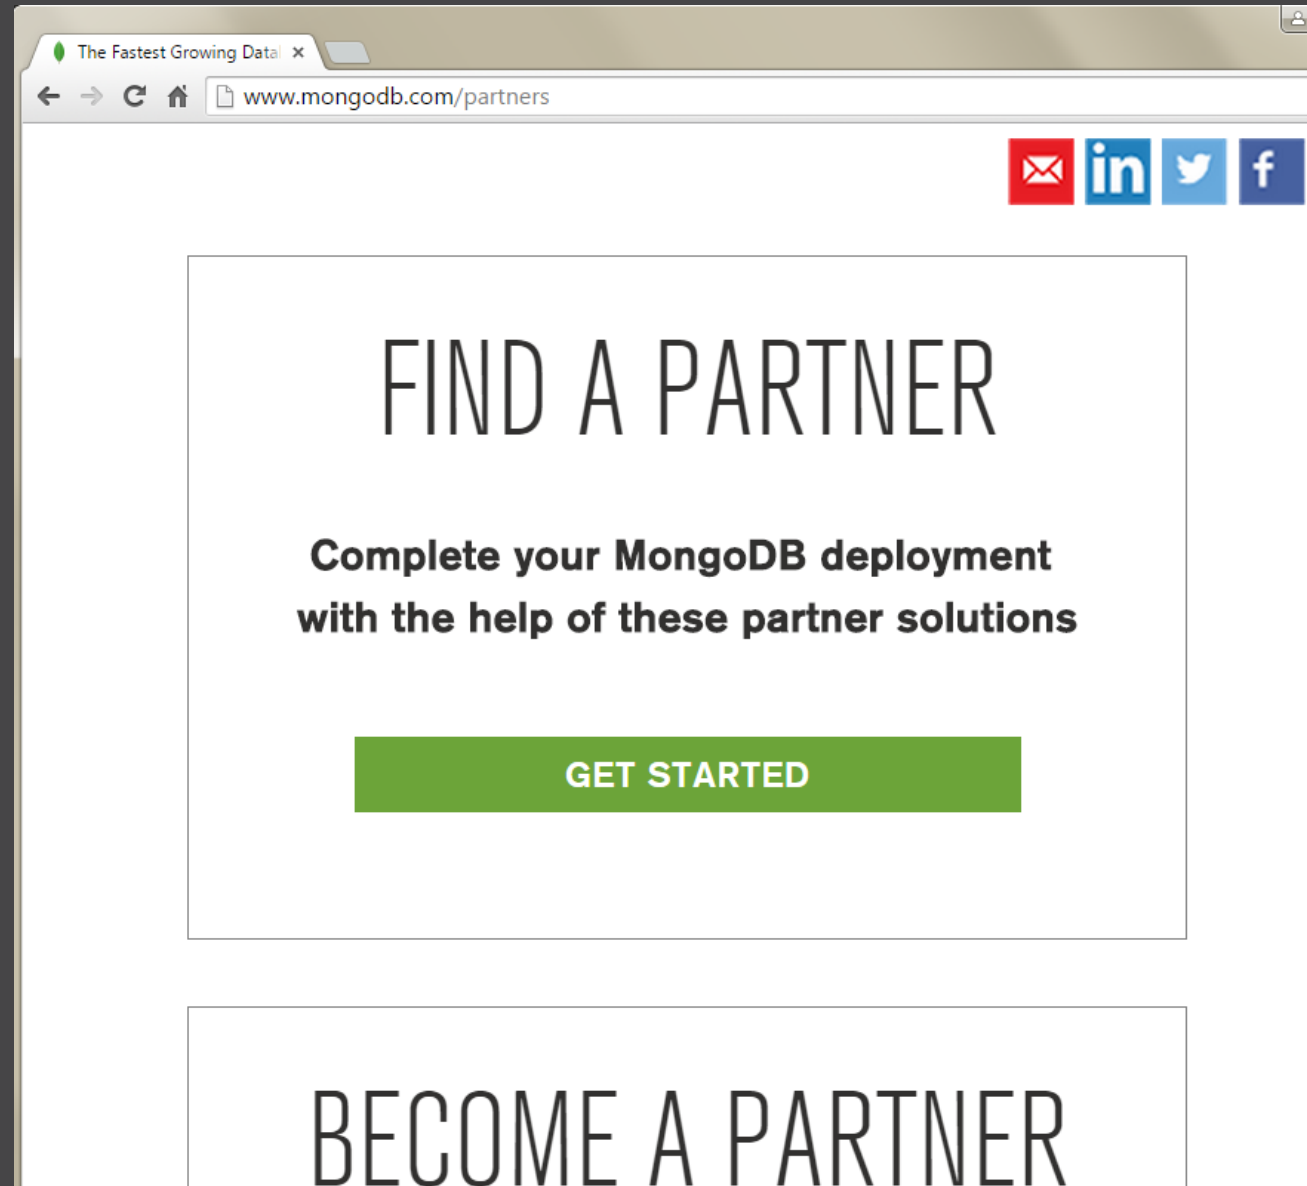 The Fastest Growing Data
www.mongodb.com/partners
in
f
FIND A PARTNER
Complete your MongoDB deployment
with the help of these partner solutions
GET STARTED
BECOME A PARTNER